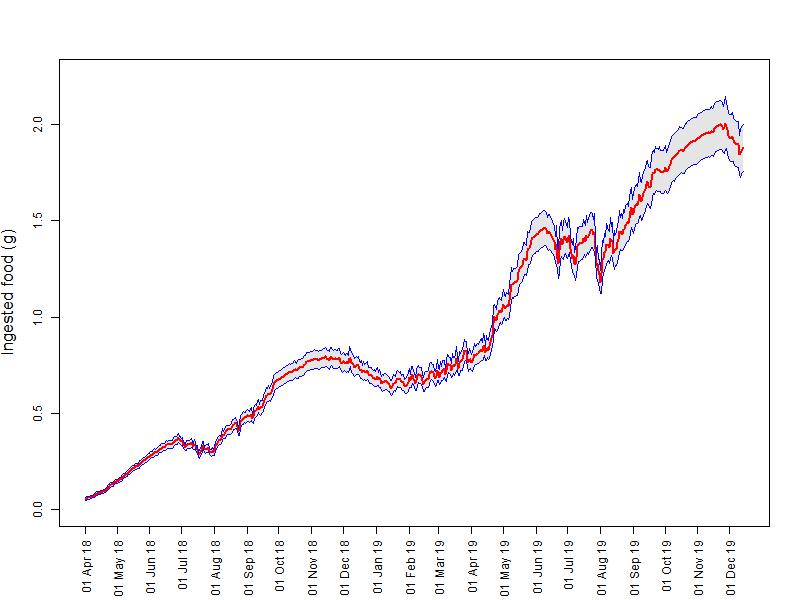 Ingested food (g)
2.0
1.5
1.0
0.5
0.0
01 Apr 18
01 May 18
01 Jun 18
01 Jul 18
01 Aug 18
01 Sep 18
01 Oct 18
01 Nov 18
01 Dec 18
01 Jan 19
01 Feb 19
01 Mar 19
01 Apr 19
01 May 19
01 Jun 19
01 Jul 19
01 Aug 19
01 Sep 19
01 Oct 19
01 Nov 19
01 Dec 19